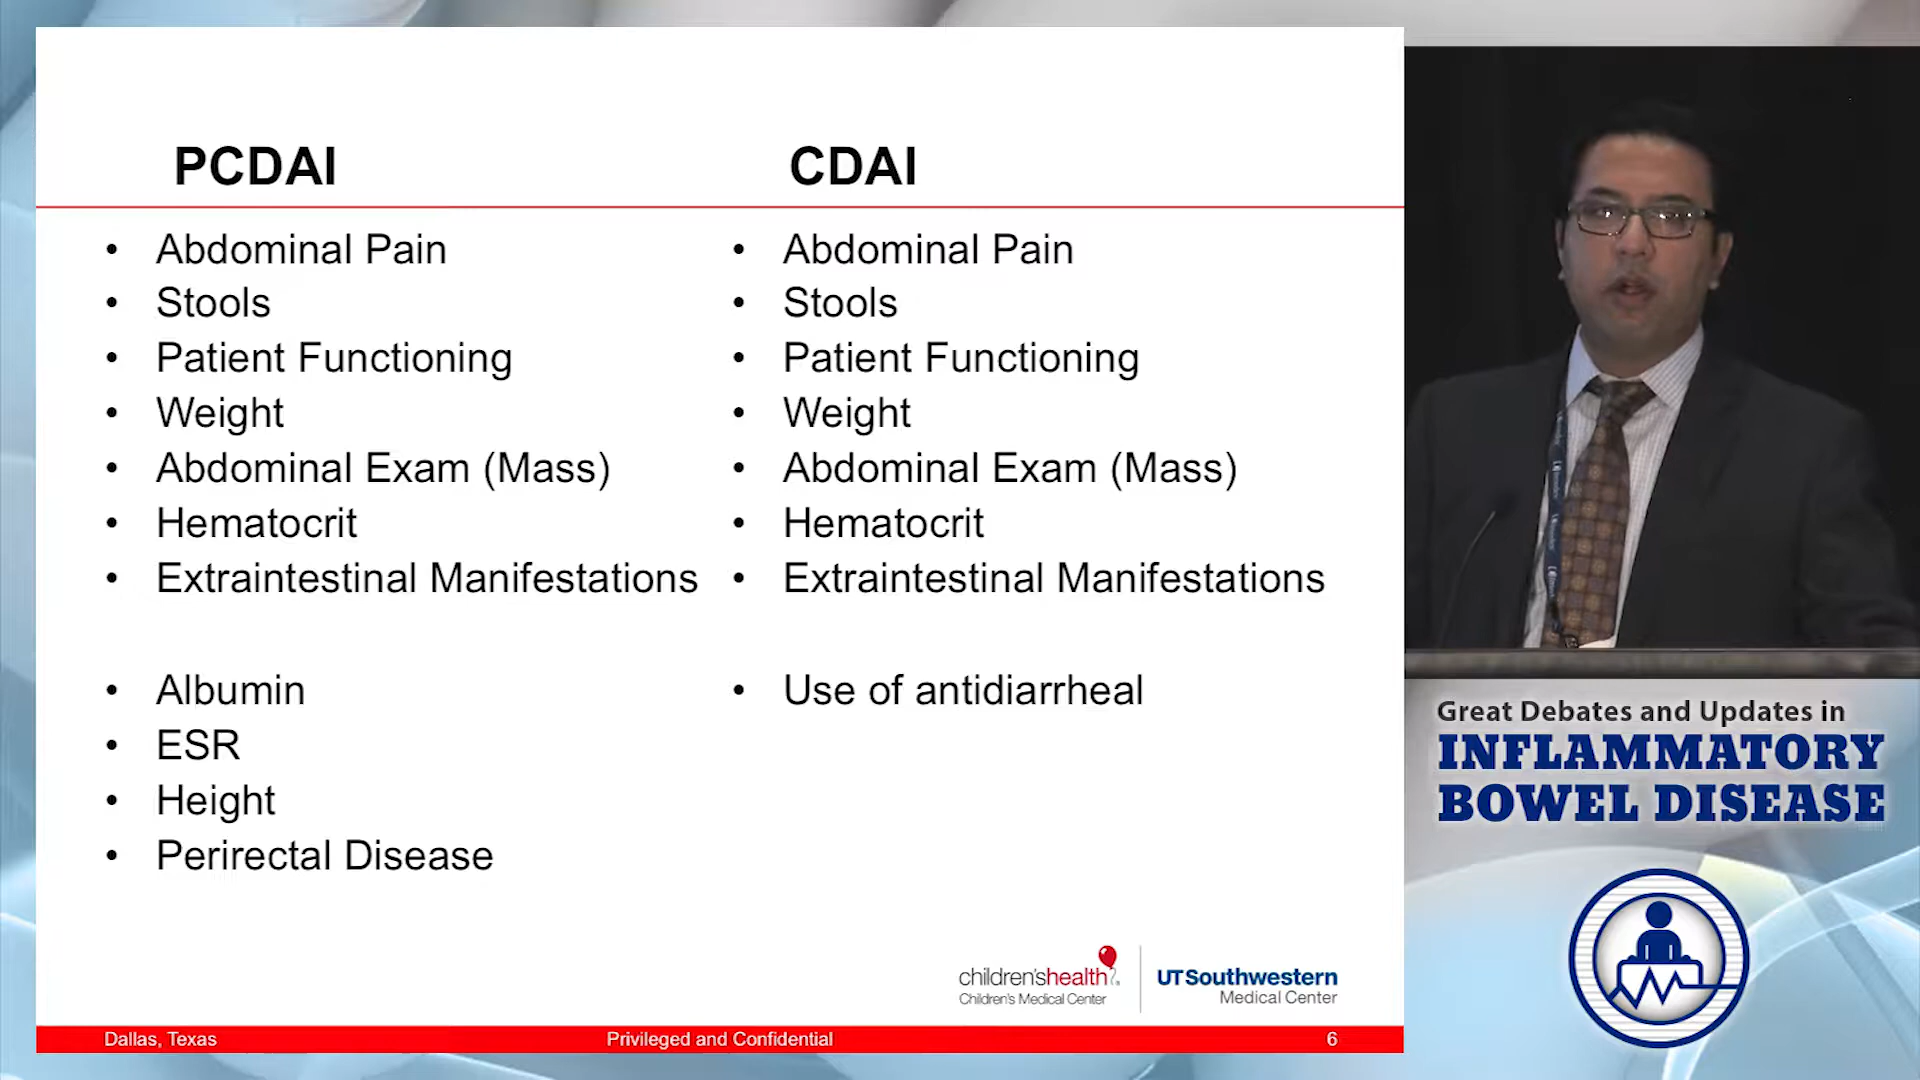 PCDAI
• Abdominal Pain
• Stools
• Patient Functioning
• Weight
• Abdominal Exam (Mass)
• Hematocrit
• Extraintestinal Manifestations
• Albumin
• ESR
• Height
• Perirectal Disease
CDAI
• Abdominal Pain
• Stools
• Patient Functioning
• Weight
• Abdominal Exam (Mass)
• Hematocrit
• Extraintestinal Manifestations
• Use of antidiarrheal
children'shealth
Children's Medical Center
UTSouthwestern
Medical Center
Dallas, Texas
Privileged and Confidential
6
Great Debates and Updates in
INFLAMMATORY
BOWEL DISEASE